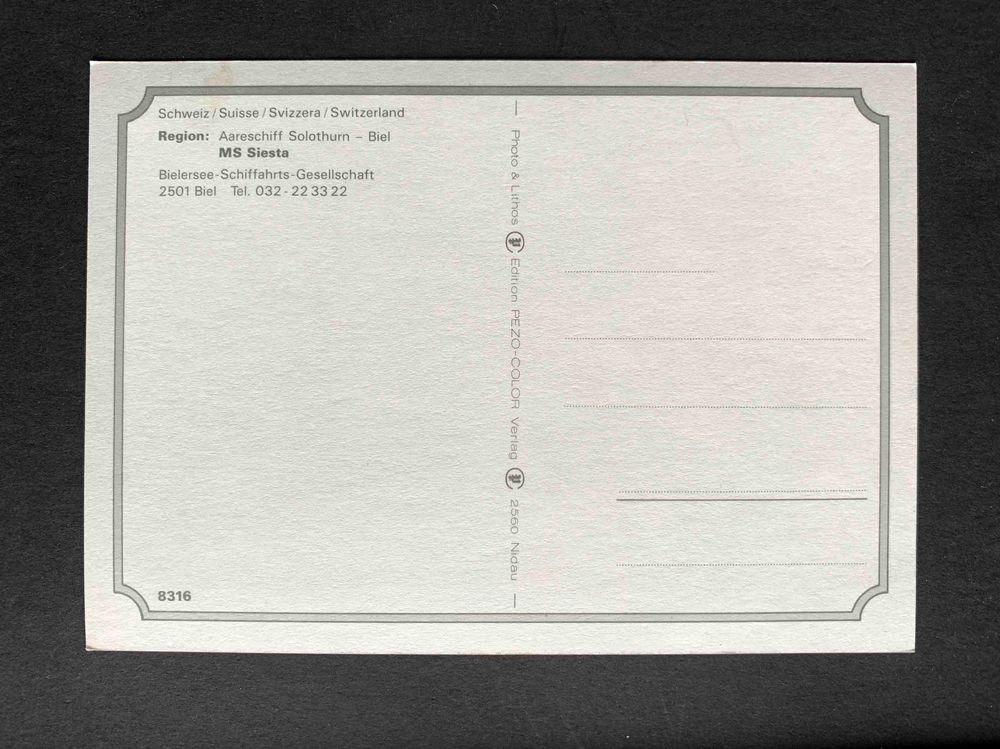 Schweiz / Suisse / Svizzera / Switzerland
Region: Aareschiff Solothurn – Biel
MS Siesta
Bielersee-Schiffahrts-Gesellschaft
2501 Biel Tel. 032 - 22 33 22
8316
Photo & Lithos Edition PEZO-COLOR Verlag 2560 Nidau